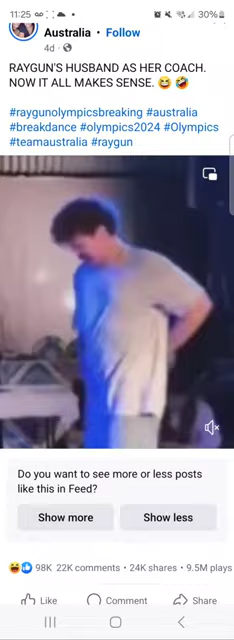 11:25
30%
Australia • Follow
4d
RAYGUN'S HUSBAND AS HER COACH.
NOW IT ALL MAKES SENSE. 😂 🤣
#raygunolympicsbreaking #australia
#breakdance #olympics2024 #Olympics
#teamaustralia #raygun
Do you want to see more or less posts
like this in Feed?
Show more Show less
98K 22K comments • 24K shares • 9.5M plays
Like Comment Share